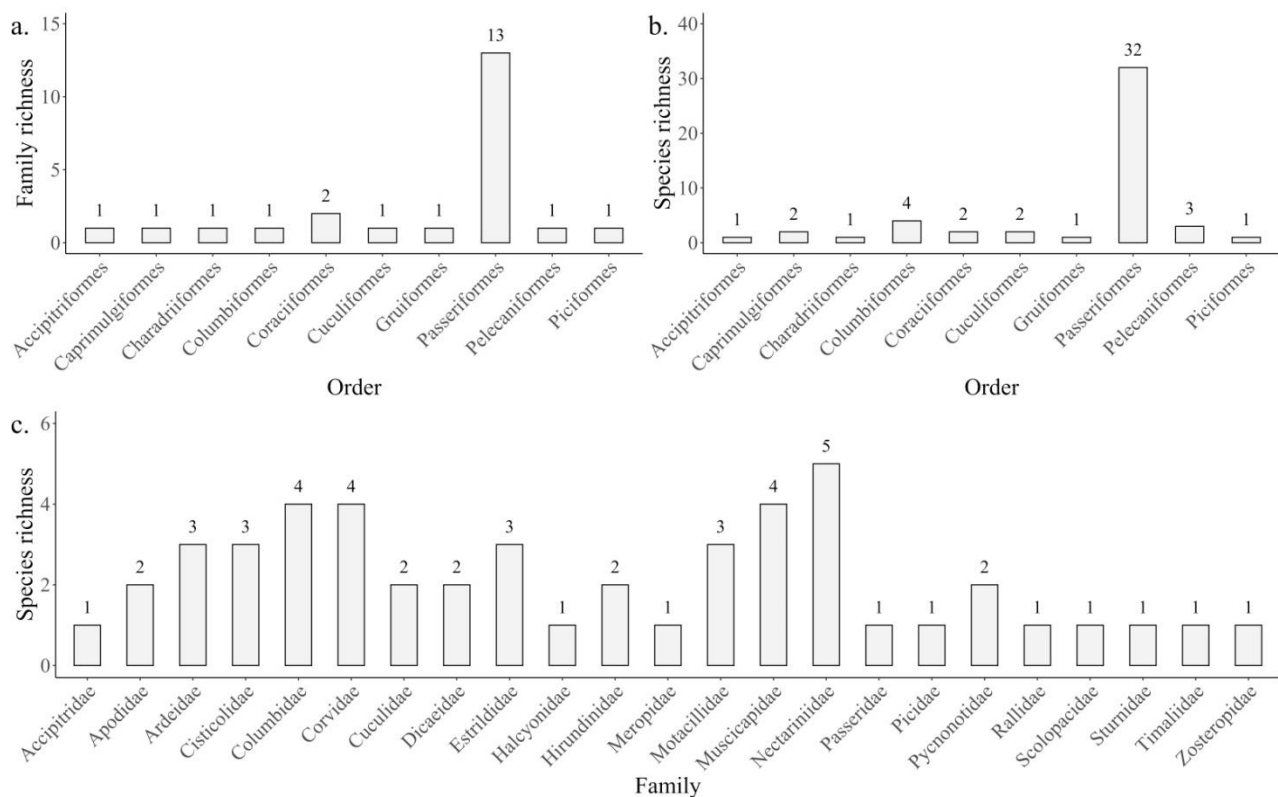 a.
Family richness
15
10
5
0
1 1 1 1 2 1 1 13 1 1
Accipitriformes
Caprimulgiformes
Charadriiformes
Columbiformes
Coraciiformes
Cuculiformes
Gruiformes
Passeriformes
Pelecaniformes
Piciformes
Order
b.
Species richness
40
30
20
10
0
1 2 1 4 2 2 1 32 3 1
Accipitriformes
Caprimulgiformes
Charadriiformes
Columbiformes
Coraciiformes
Cuculiformes
Gruiformes
Passeriformes
Pelecaniformes
Piciformes
Order
c.
Species richness
6
4
2
0
1 2 3 3 4 4 2 2 3 1 2 1 3 4 5 1 1 2 1 1 1 1 1
Accipitridae
Apodidae
Ardeidae
Cisticolidae
Columbidae
Corvidae
Cuculidae
Dicaeidae
Estrildidae
Halcyonidae
Hirundinidae
Meropidae
Motacillidae
Muscicapidae
Nectariniidae
Passeridae
Picidae
Pycnonotidae
Rallidae
Scolopacidae
Sturnidae
Timaliidae
Zosteropidae
Family